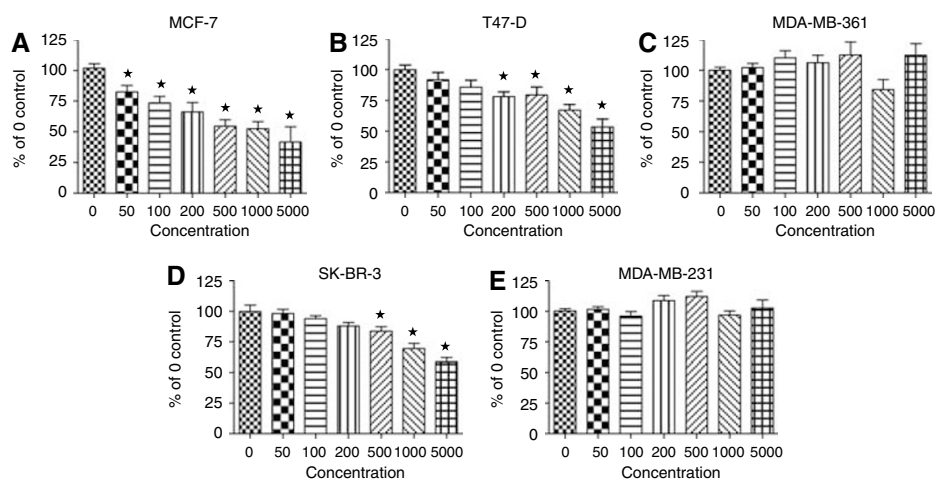 A
MCF-7
% of 0 control
125
100
75
50
25
0
★ ★ ★ ★ ★ ★
0 50 100 200 500 1000 5000
Concentration
B
T47-D
% of 0 control
125
100
75
50
25
0
★ ★ ★ ★
0 50 100 200 500 1000 5000
Concentration
C
MDA-MB-361
% of 0 control
125
100
75
50
25
0
0 50 100 200 500 1000 5000
Concentration
D
SK-BR-3
% of 0 control
125
100
75
50
25
0
★ ★ ★
0 50 100 200 500 1000 5000
Concentration
E
MDA-MB-231
% of 0 control
125
100
75
50
25
0
0 50 100 200 500 1000 5000
Concentration